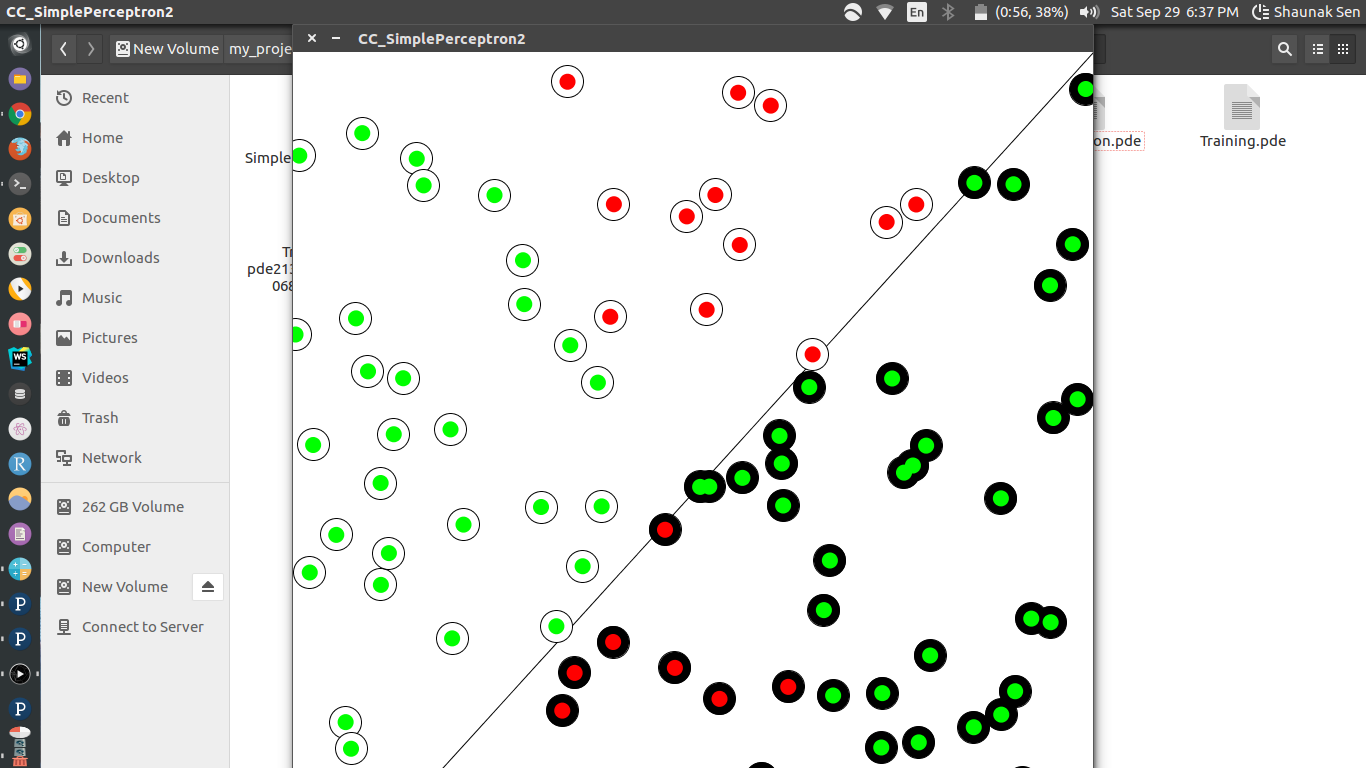 CC_SimplePerceptron2
En
(0:56, 38%)
Sat Sep 29 6:37 PM
Shaunak Sen
New Volume
my_proje
CC_SimplePerceptron2
Recent
Home
Desktop
Documents
Downloads
Music
Pictures
Videos
Trash
Network
262 GB Volume
Computer
New Volume
Connect to Server
Simple
pde213
068
on.pde
Training.pde
WS
R
P
P
P